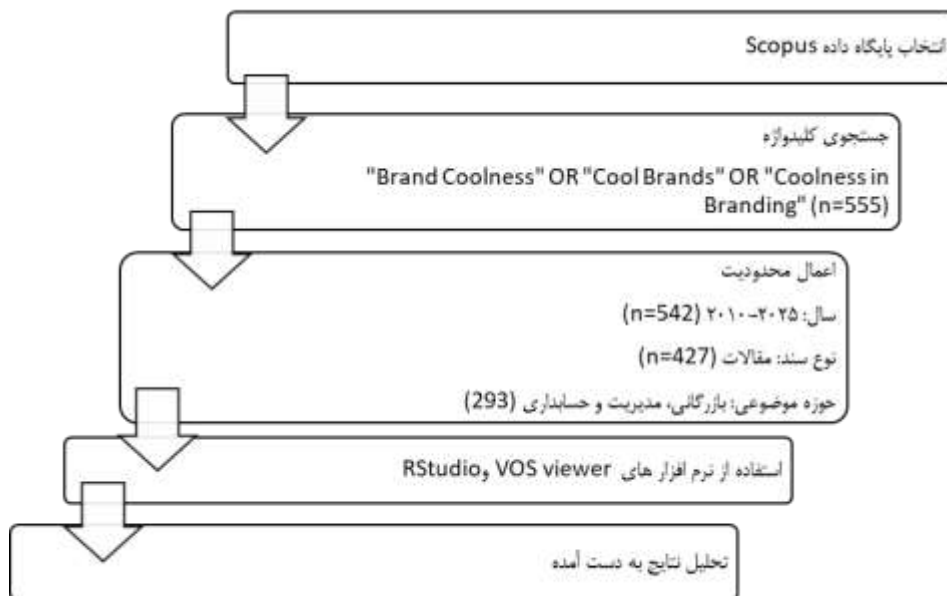 انتخاب پایگاه داده Scopus
جستجوی کلیدواژه
"Brand Coolness" OR "Cool Brands" OR "Coolness in
Branding" (n=555)
اعمال محدودیت
سال: ۲۰۲۵-۲۰۱۰ (n=542)
نوع سند: مقالات (n=427)
حوزه موضوعی: بازرگانی، مدیریت و حسابداری (293)
استفاده از نرم افزار های VOS viewer وRStudio
تحلیل نتایج به دست آمده